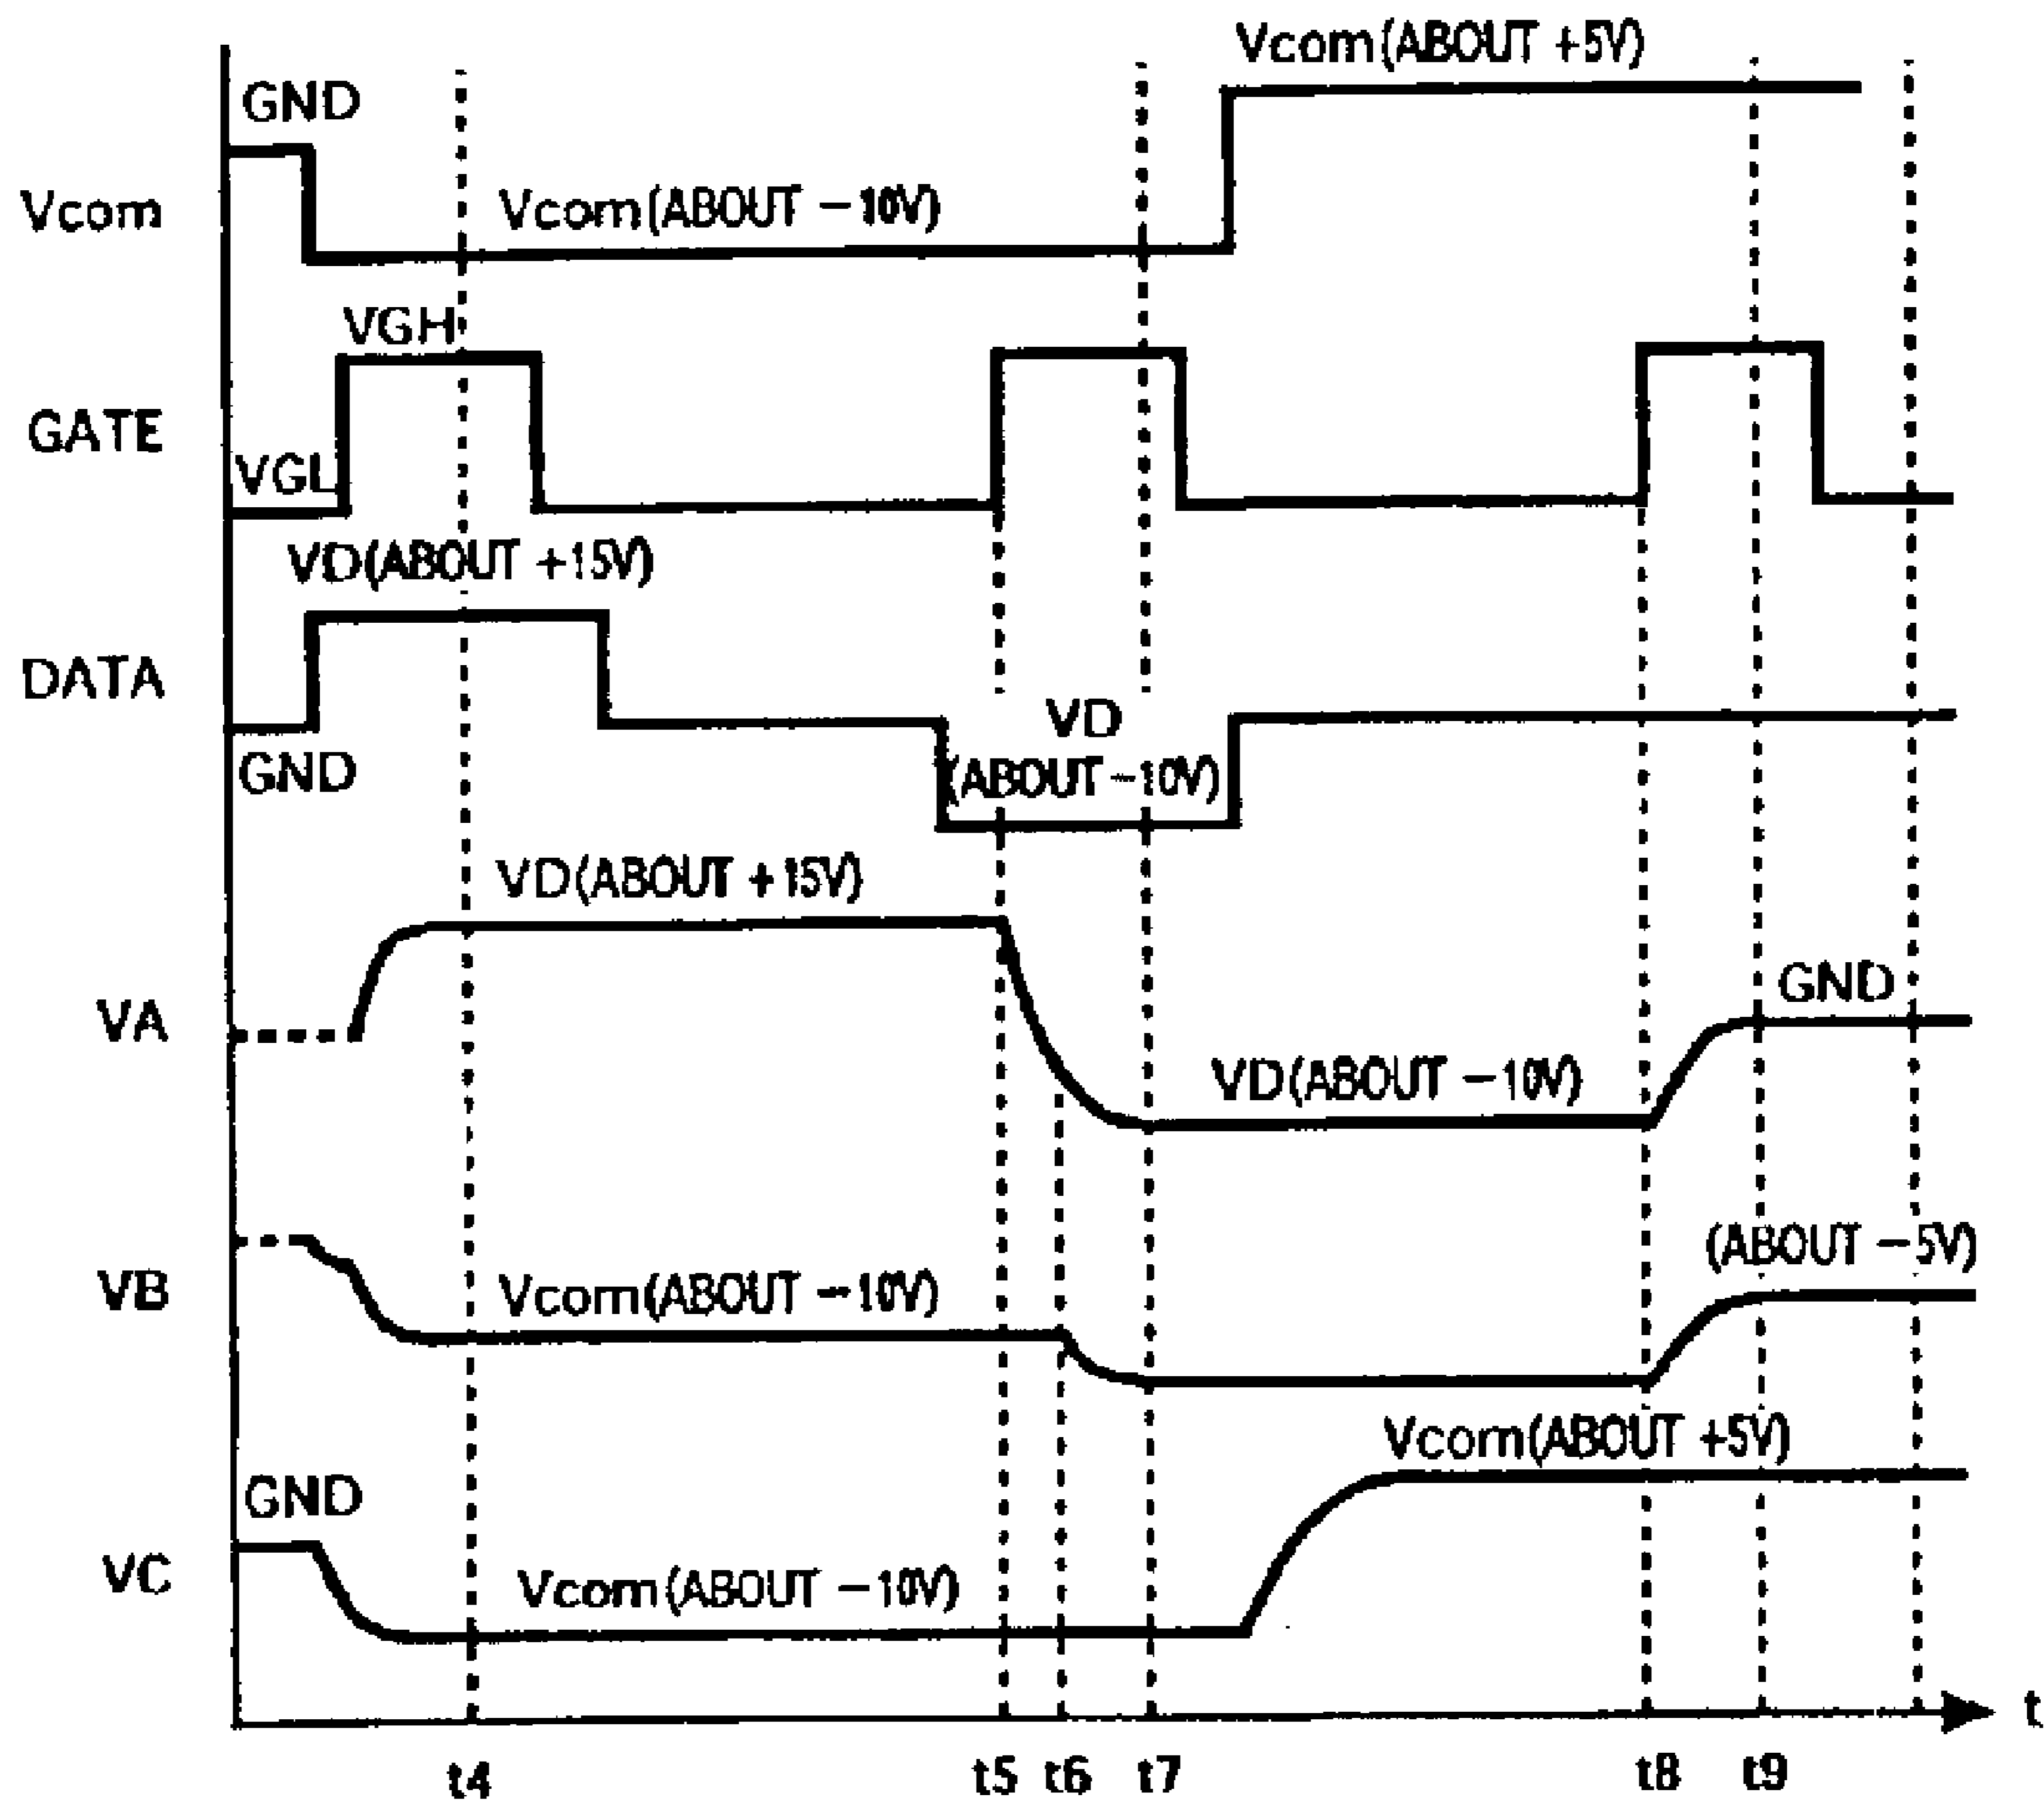 Vcom(ABOUT +5V)
GND
Vcom
Vcom(ABOUT −10V)
VGH
GATE
VGL
VD(ABOUT +15V)
DATA
VD
(ABOUT −10V)
GND
VD(ABOUT +15V)
VA
GND
VD(ABOUT −10V)
(ABOUT −5V)
VB
Vcom(ABOUT −10V)
Vcom(ABOUT +5V)
GND
VC
Vcom(ABOUT −10V)
t
t4 t5 t6 t7 t8 t9